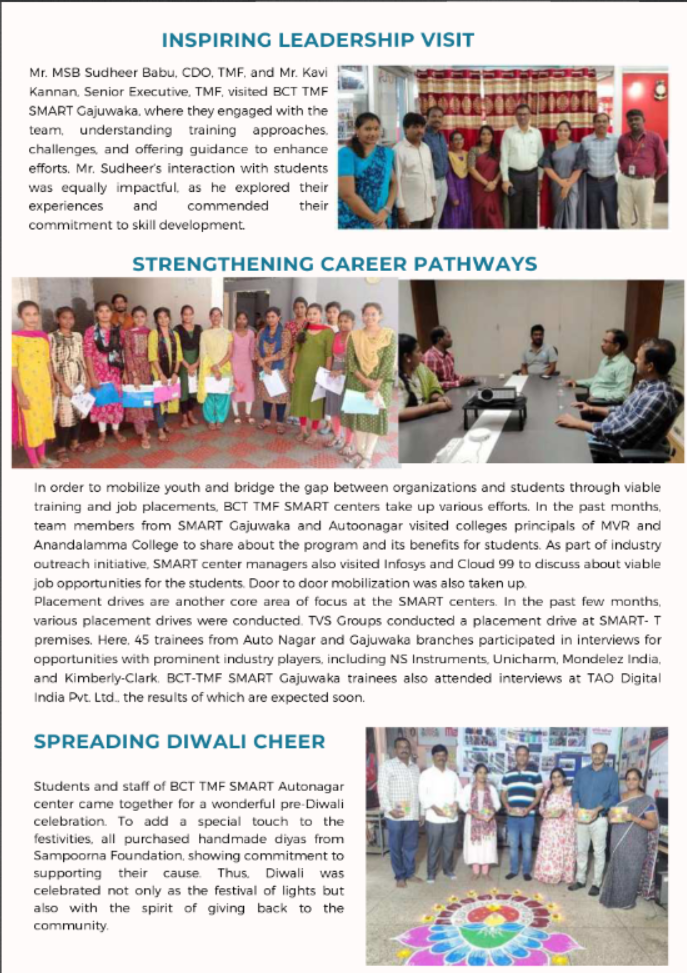 INSPIRING LEADERSHIP VISIT
Mr. MSB Sudheer Babu, CDO, TMF, and Mr. Kavi
Kannan, Senior Executive, TMF, visited BCT TMF
SMART Gajuwaka, where they engaged with the
team, understanding training approaches,
challenges, and offering guidance to enhance
efforts. Mr. Sudheer's interaction with students
was equally impactful, as he explored their
experiences and commended their
commitment to skill development.
STRENGTHENING CAREER PATHWAYS
In order to mobilize youth and bridge the gap between organizations and students through viable
training and job placements, BCT TMF SMART centers take up various efforts. In the past months,
team members from SMART Gajuwaka and Autoonagar visited colleges principals of MVR and
Anandalamma College to share about the program and its benefits for students. As part of industry
outreach initiative, SMART center managers also visited Infosys and Cloud 99 to discuss about viable
job opportunities for the students. Door to door mobilization was also taken up.
Placement drives are another core area of focus at the SMART centers. In the past few months,
various placement drives were conducted. TVS Groups conducted a placement drive at SMART- T
premises. Here, 45 trainees from Auto Nagar and Gajuwaka branches participated in interviews for
opportunities with prominent industry players, including NS Instruments, Unicharm, Mondelez India,
and Kimberly-Clark. BCT-TMF SMART Gajuwaka trainees also attended interviews at TAO Digital
India Pvt. Ltd., the results of which are expected soon.
SPREADING DIWALI CHEER
Students and staff of BCT TMF SMART Autonagar
center came together for a wonderful pre-Diwali
celebration. To add a special touch to the
festivities, all purchased handmade diyas from
Sampoorna Foundation, showing commitment to
supporting their cause. Thus, Diwali was
celebrated not only as the festival of lights but
also with the spirit of giving back to the
community.